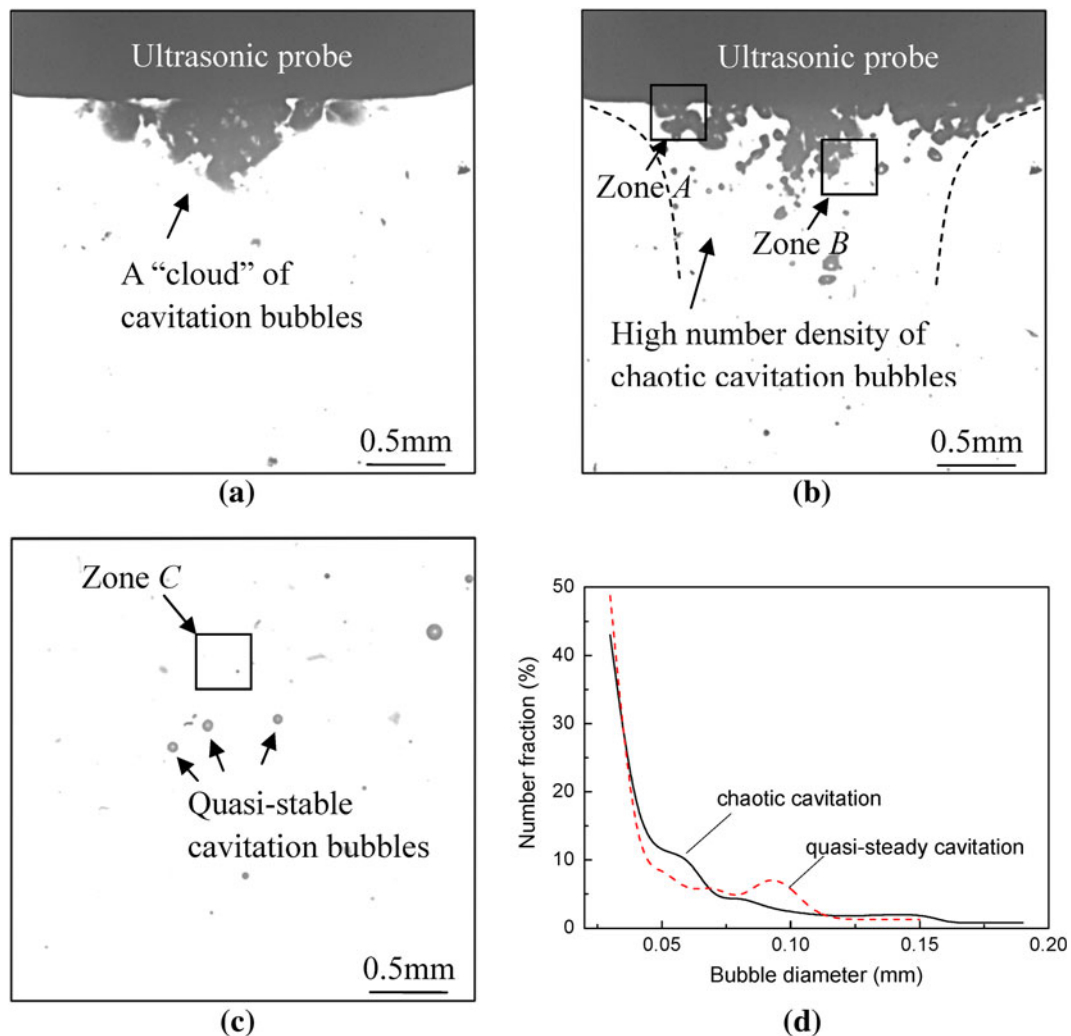 Ultrasonic probe
A “cloud” of
cavitation bubbles
0.5mm
(a)
Ultrasonic probe
Zone A
Zone B
High number density of
chaotic cavitation bubbles
0.5mm
(b)
Zone C
Quasi-stable
cavitation bubbles
0.5mm
(c)
50
40
30
20
10
0
Number fraction (%)
chaotic cavitation
quasi-steady cavitation
0.05
0.10
0.15
0.20
Bubble diameter (mm)
(d)